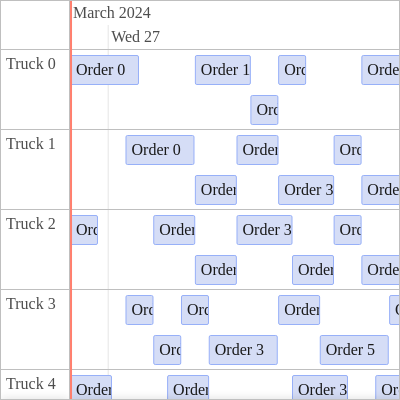 March 2024
Wed 27
Truck 0
Order 0
Order 1
Orc
Orde
Orc
Truck 1
Order 0
Order
Orc
Order
Order 3
Orde
Truck 2
Orc
Order
Order 3
Orc
Order
Order
Orde
Truck 3
Orc
Orc
Order
Orc
Order 3
Order 5
Truck 4
Order
Order
Order 3
Or